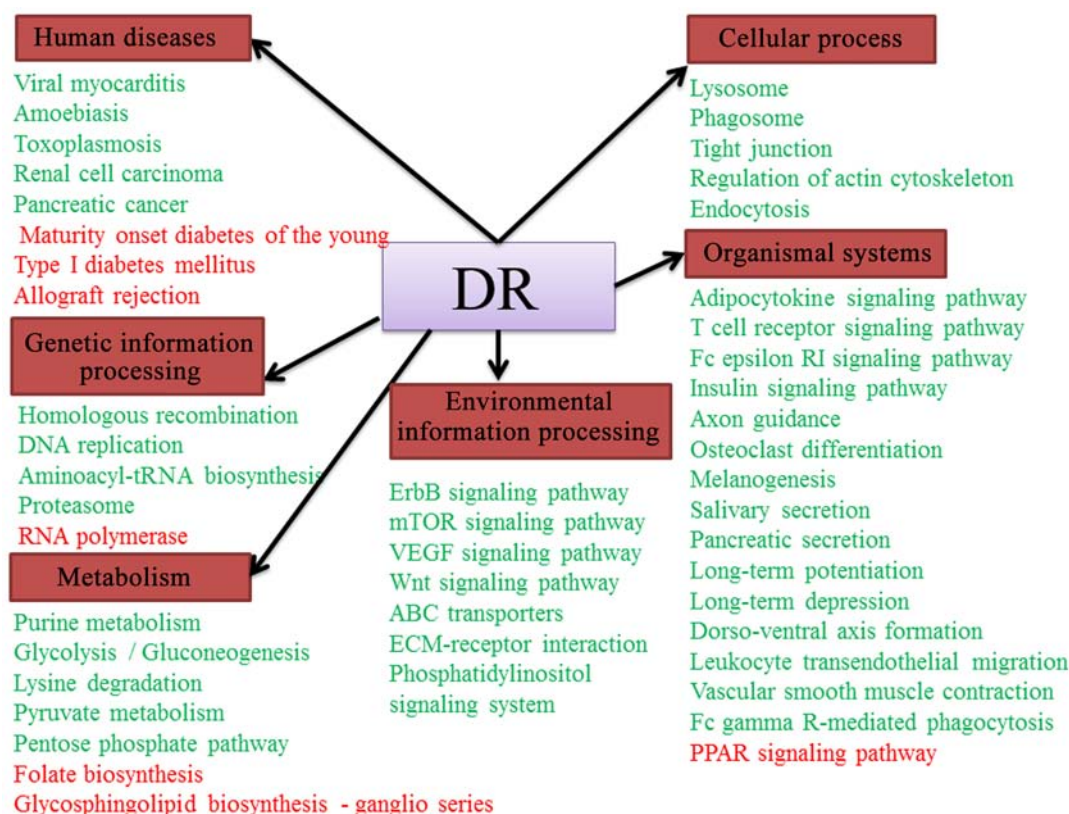 Human diseases
Viral myocarditis
Amoebiasis
Toxoplasmosis
Renal cell carcinoma
Pancreatic cancer
Maturity onset diabetes of the young
Type I diabetes mellitus
Allograft rejection
Genetic information
processing
Homologous recombination
DNA replication
Aminoacyl-tRNA biosynthesis
Proteasome
RNA polymerase
Metabolism
Purine metabolism
Glycolysis / Gluconeogenesis
Lysine degradation
Pyruvate metabolism
Pentose phosphate pathway
Folate biosynthesis
Glycosphingolipid biosynthesis - ganglio series
DR
Environmental
information processing
ErbB signaling pathway
mTOR signaling pathway
VEGF signaling pathway
Wnt signaling pathway
ABC transporters
ECM-receptor interaction
Phosphatidylinositol
signaling system
Cellular process
Lysosome
Phagosome
Tight junction
Regulation of actin cytoskeleton
Endocytosis
Organismal systems
Adipocytokine signaling pathway
T cell receptor signaling pathway
Fc epsilon RI signaling pathway
Insulin signaling pathway
Axon guidance
Osteoclast differentiation
Melanogenesis
Salivary secretion
Pancreatic secretion
Long-term potentiation
Long-term depression
Dorso-ventral axis formation
Leukocyte transendothelial migration
Vascular smooth muscle contraction
Fc gamma R-mediated phagocytosis
PPAR signaling pathway